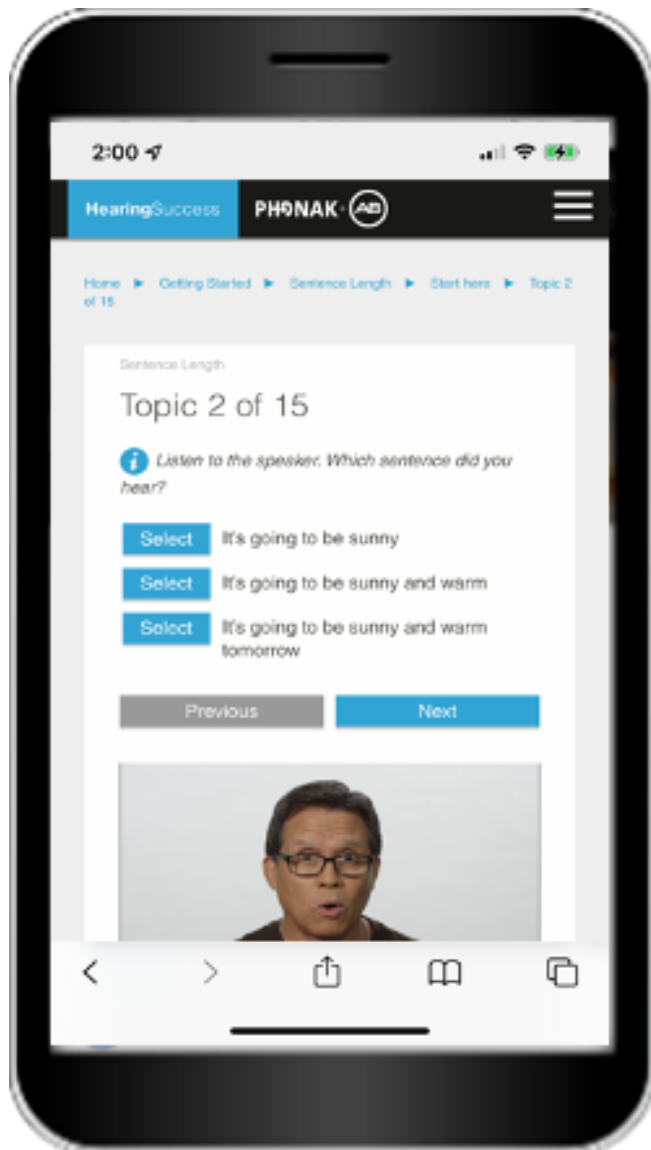 2:00
HearingSuccess PHONAK AB
Home ▶ Getting Started ▶ Sentence Length ▶ Start here ▶ Topic 2
of 15
Sentence Length
Topic 2 of 15
i Listen to the speaker. Which sentence did you
hear?
Select It's going to be sunny
Select It's going to be sunny and warm
Select It's going to be sunny and warm
tomorrow
Previous Next